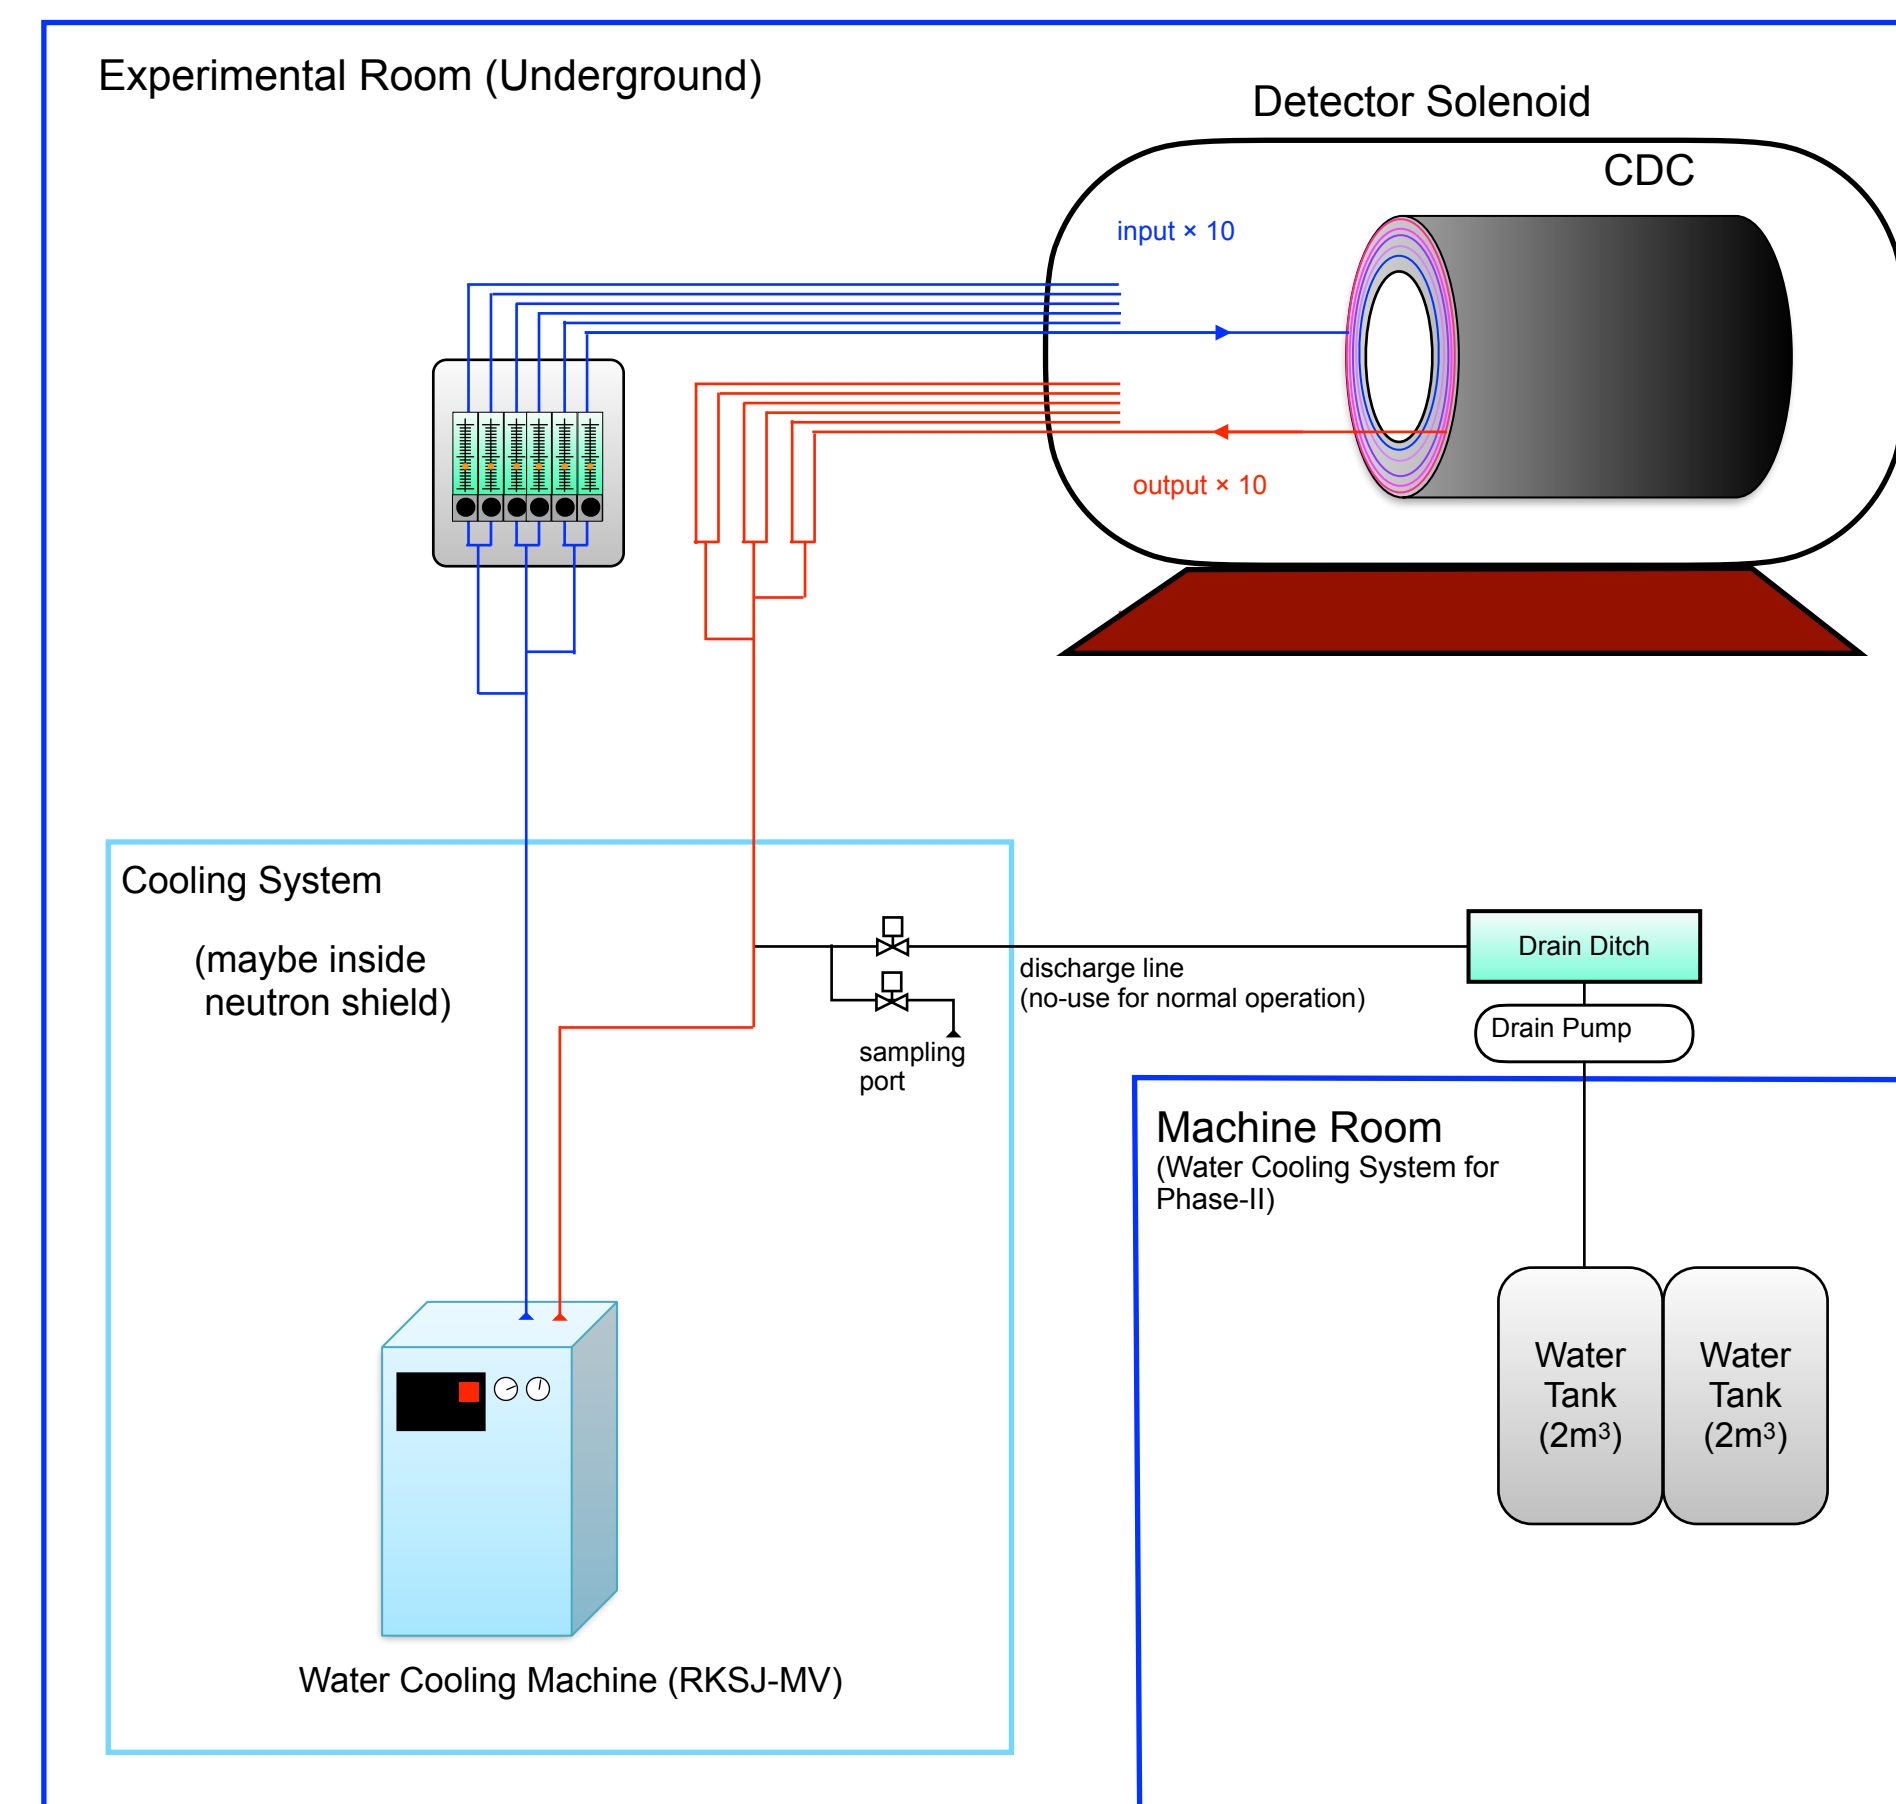 Experimental Room (Underground)
Detector Solenoid
CDC
input × 10
output × 10
Cooling System
(maybe inside
neutron shield)
discharge line
(no-use for normal operation)
sampling
port
Drain Ditch
Drain Pump
Machine Room
(Water Cooling System for
Phase-II)
Water
Tank
(2m³)
Water
Tank
(2m³)
Water Cooling Machine (RKSJ-MV)